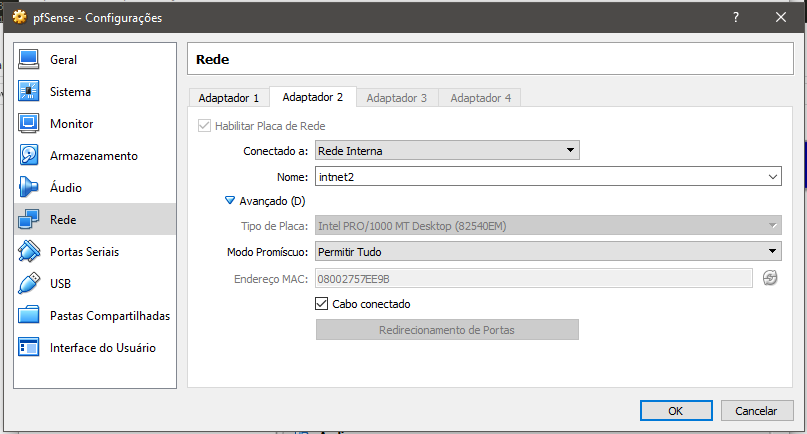 pfSense - Configurações
?
Geral
Sistema
Monitor
Armazenamento
Áudio
Rede
Portas Seriais
USB
Pastas Compartilhadas
Interface do Usuário
Rede
Adaptador 1 Adaptador 2 Adaptador 3 Adaptador 4
Habilitar Placa de Rede
Conectado a: Rede Interna
Nome: intnet2
Avançado (D)
Tipo de Placa: Intel PRO/1000 MT Desktop (82540EM)
Modo Promíscuo: Permitir Tudo
Endereço MAC: 08002757EE9B
Cabo conectado
Redirecionamento de Portas
OK Cancelar